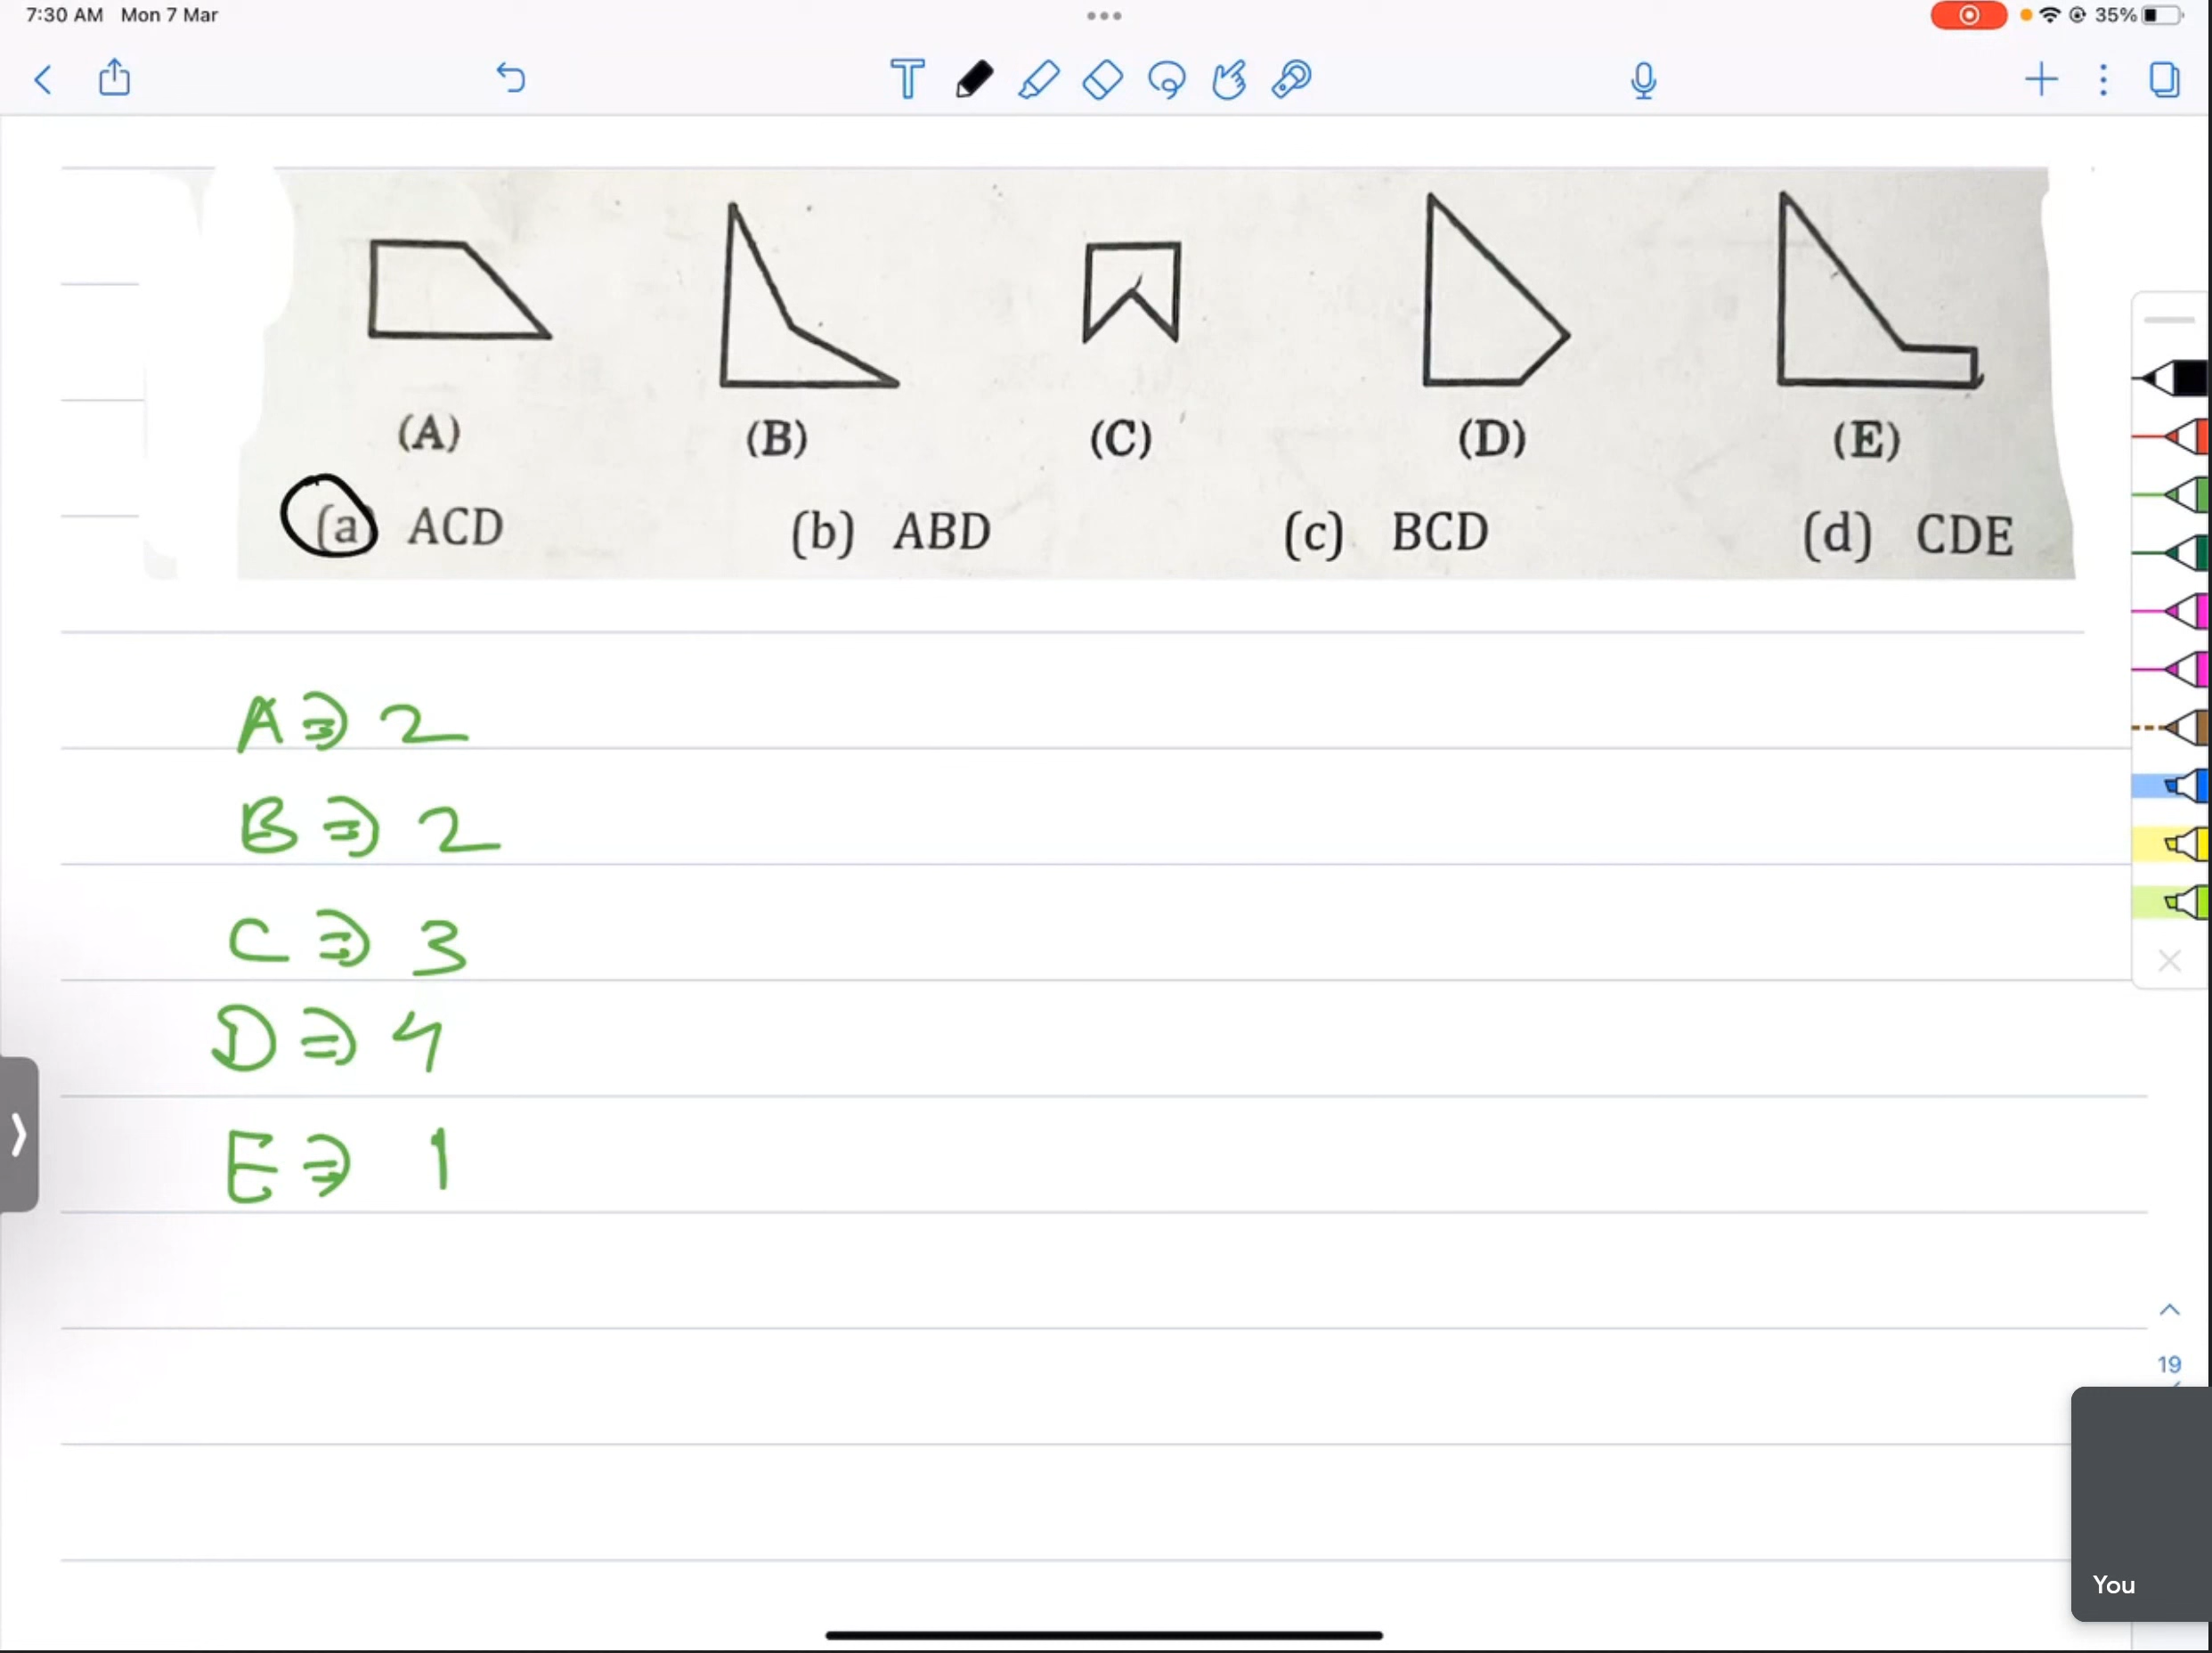 7:30 AM Mon 7 Mar
35%
(A) (B) (C) (D) (E)
(a) ACD (b) ABD (c) BCD (d) CDE
A ⇒ 2
B ⇒ 2
C ⇒ 3
D ⇒ 4
E ⇒ 1
19
You